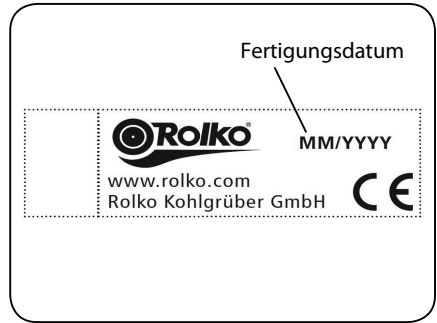 Fertigungsdatum
Rolko®
MM/YYYY
www.rolko.com
Rolko Kohlgrüber GmbH
CE